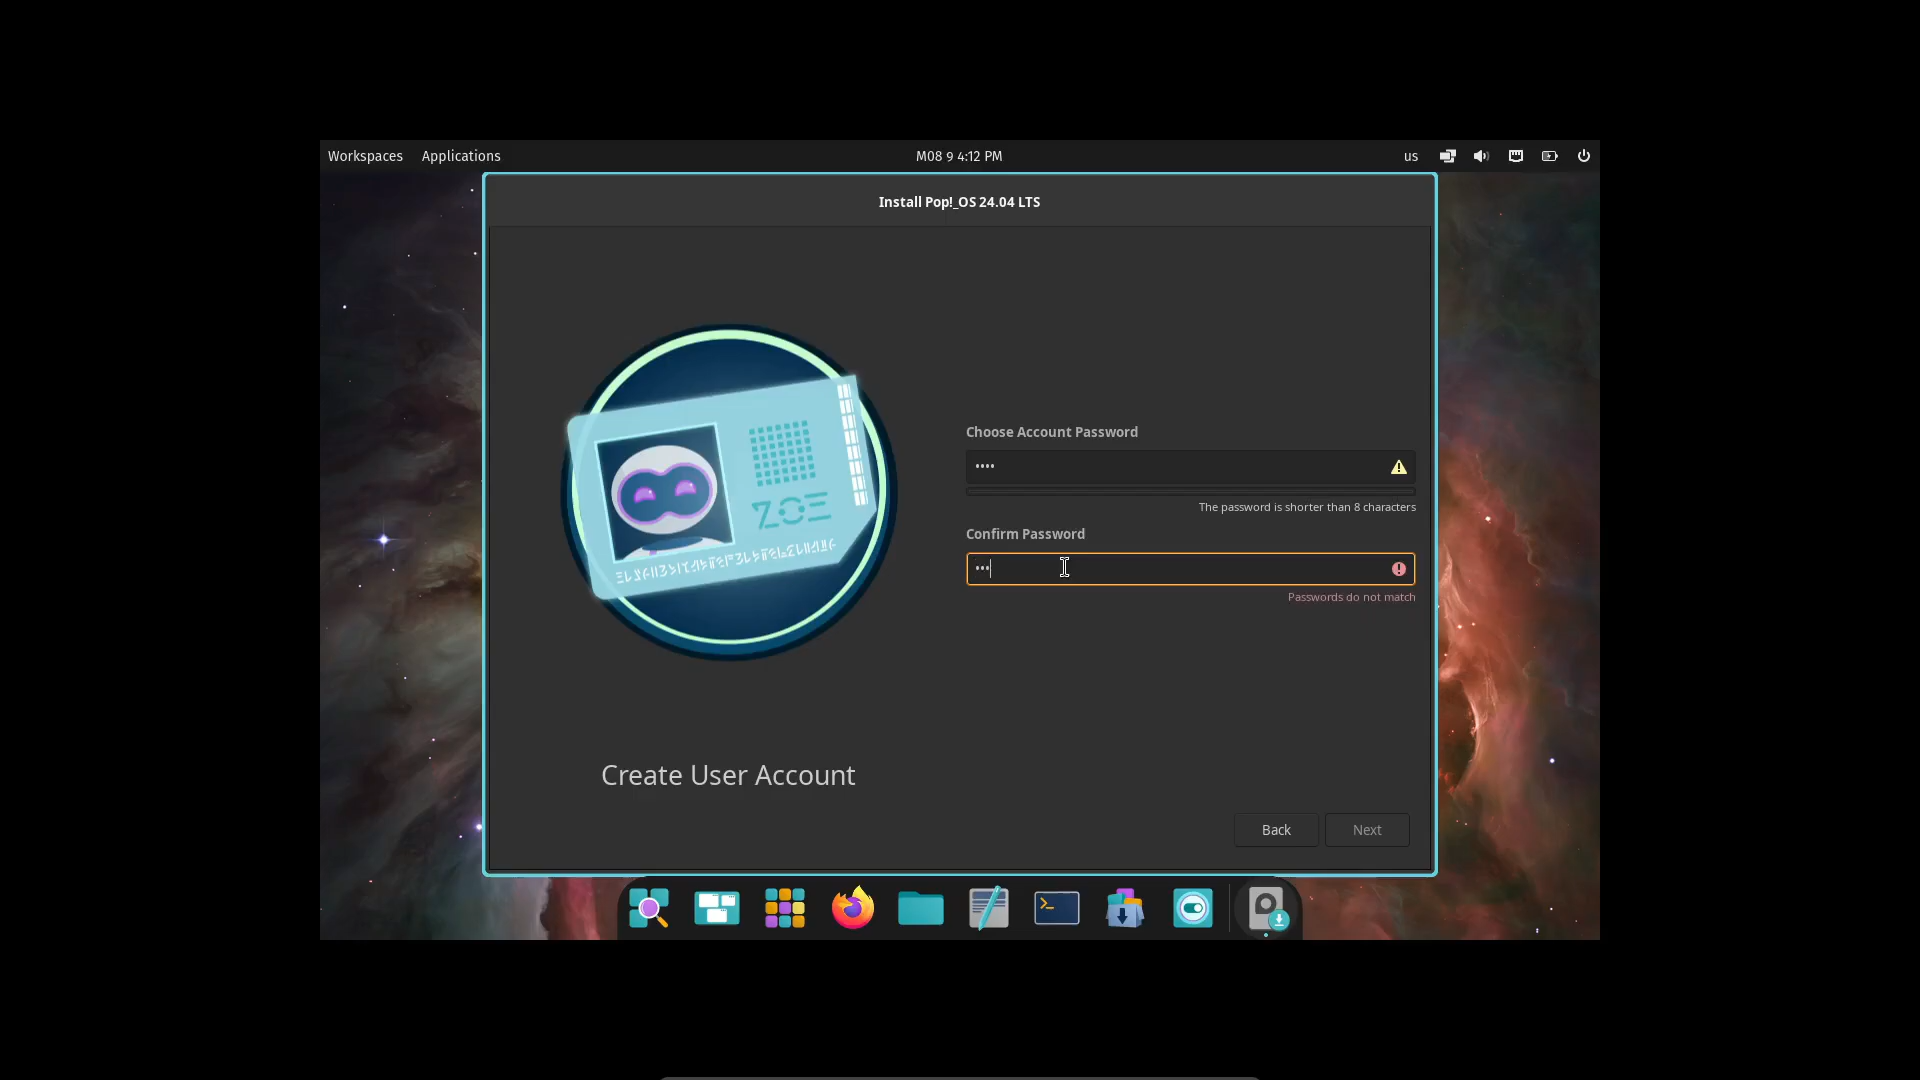 Workspaces Applications M08 9 4:12 PM us
Install Pop!_OS 24.04 LTS
Choose Account Password
••••
The password is shorter than 8 characters
Confirm Password
•••
Passwords do not match
ZOE
Create User Account
Back Next